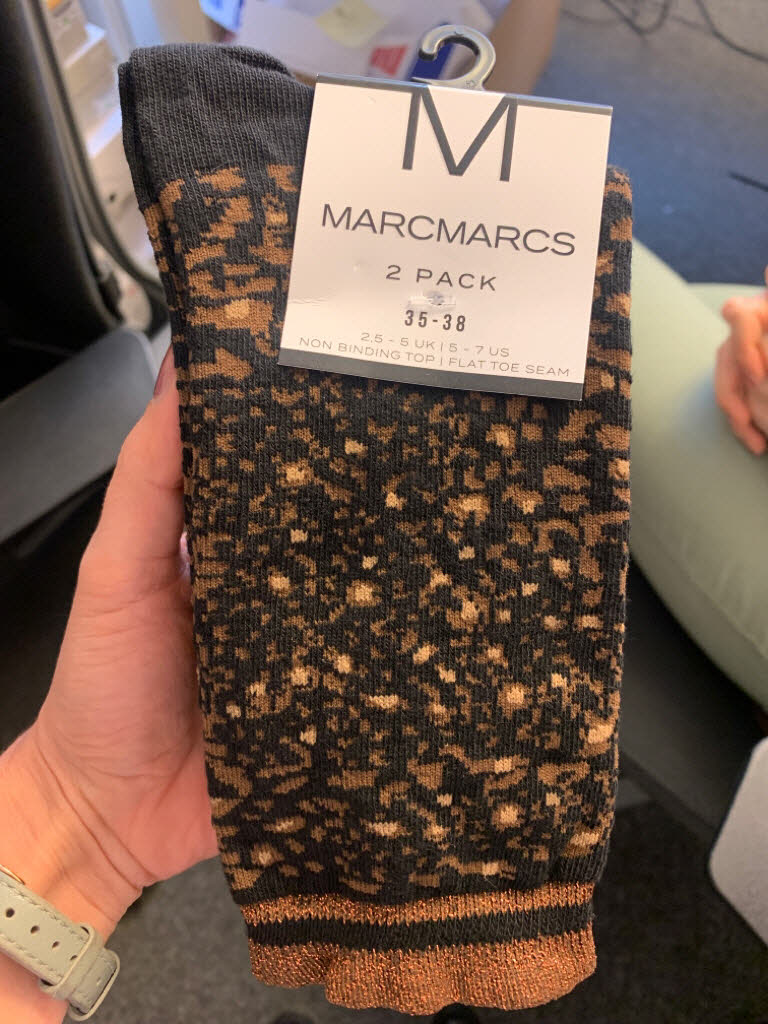 M
MARCMARCS
2 PACK
35-38
2.5 - 5 UK | 5 - 7 US
NON BINDING TOP | FLAT TOE SEAM